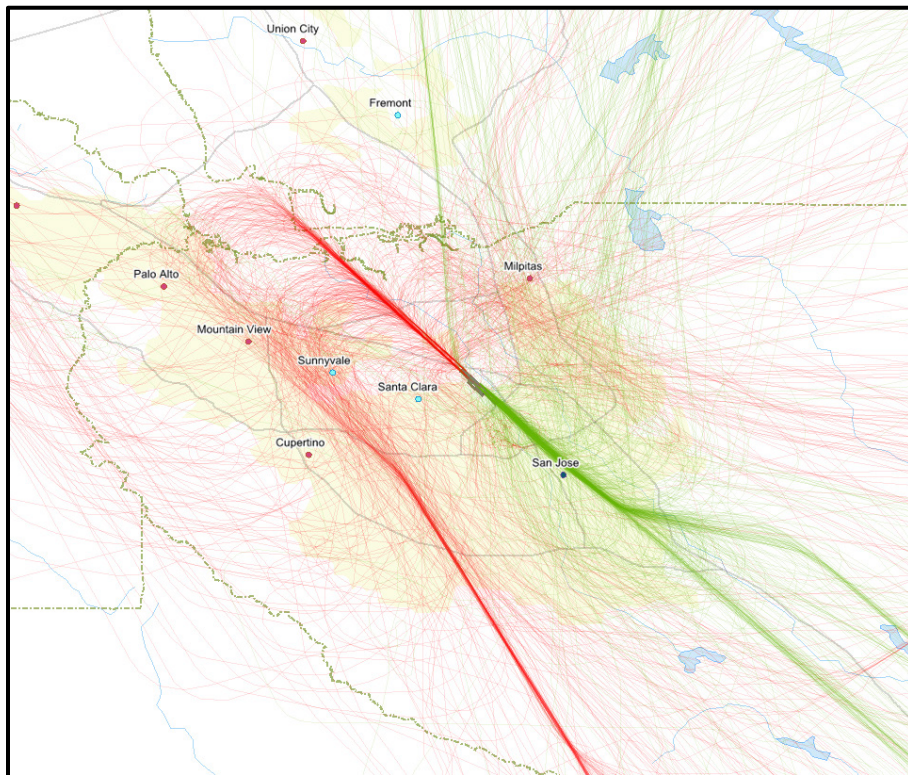 Union City
Fremont
Milpitas
Palo Alto
Mountain View
Sunnyvale
Santa Clara
Cupertino
San Jose